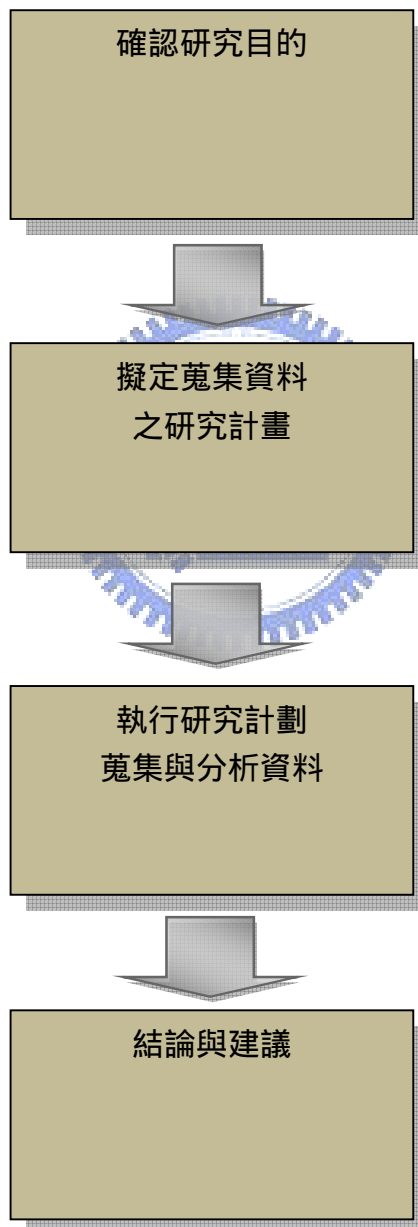 確認研究目的
擬定蒐集資料
之研究計畫
執行研究計劃
蒐集與分析資料
結論與建議